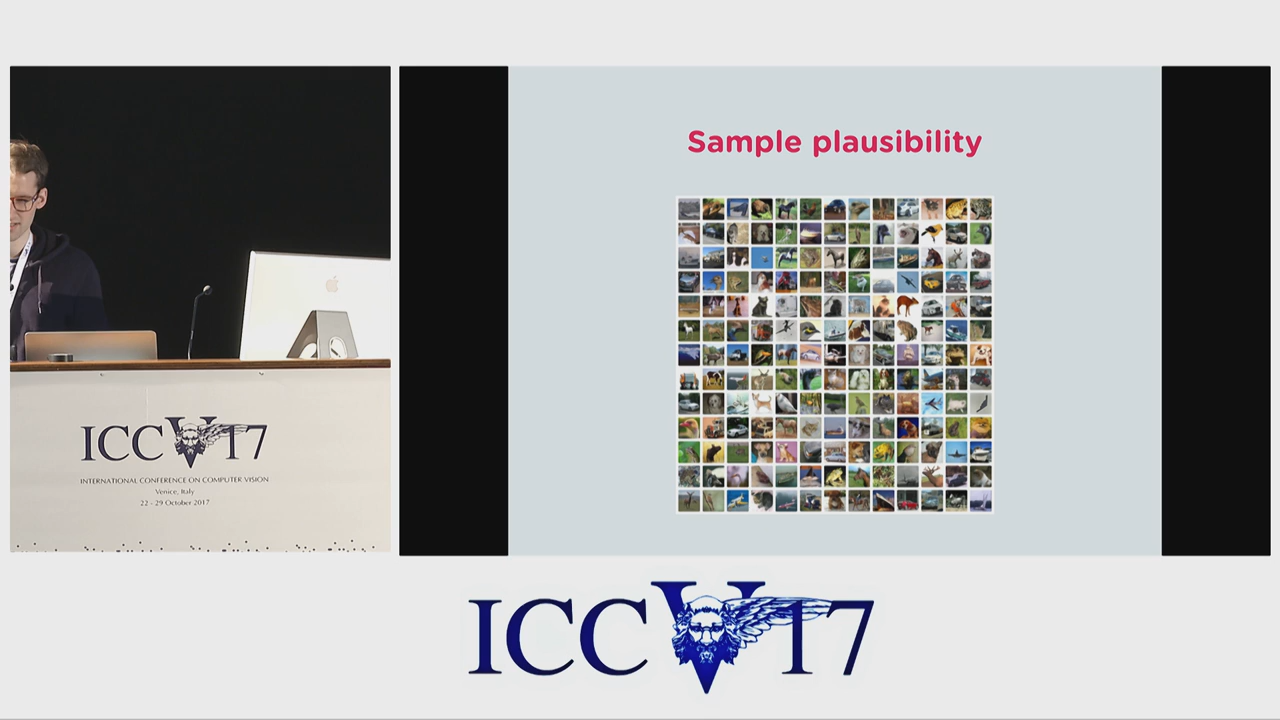 Sample plausibility
ICCV17
INTERNATIONAL CONFERENCE ON COMPUTER VISION
Venice, Italy
22 - 29 October 2017
ICCV17